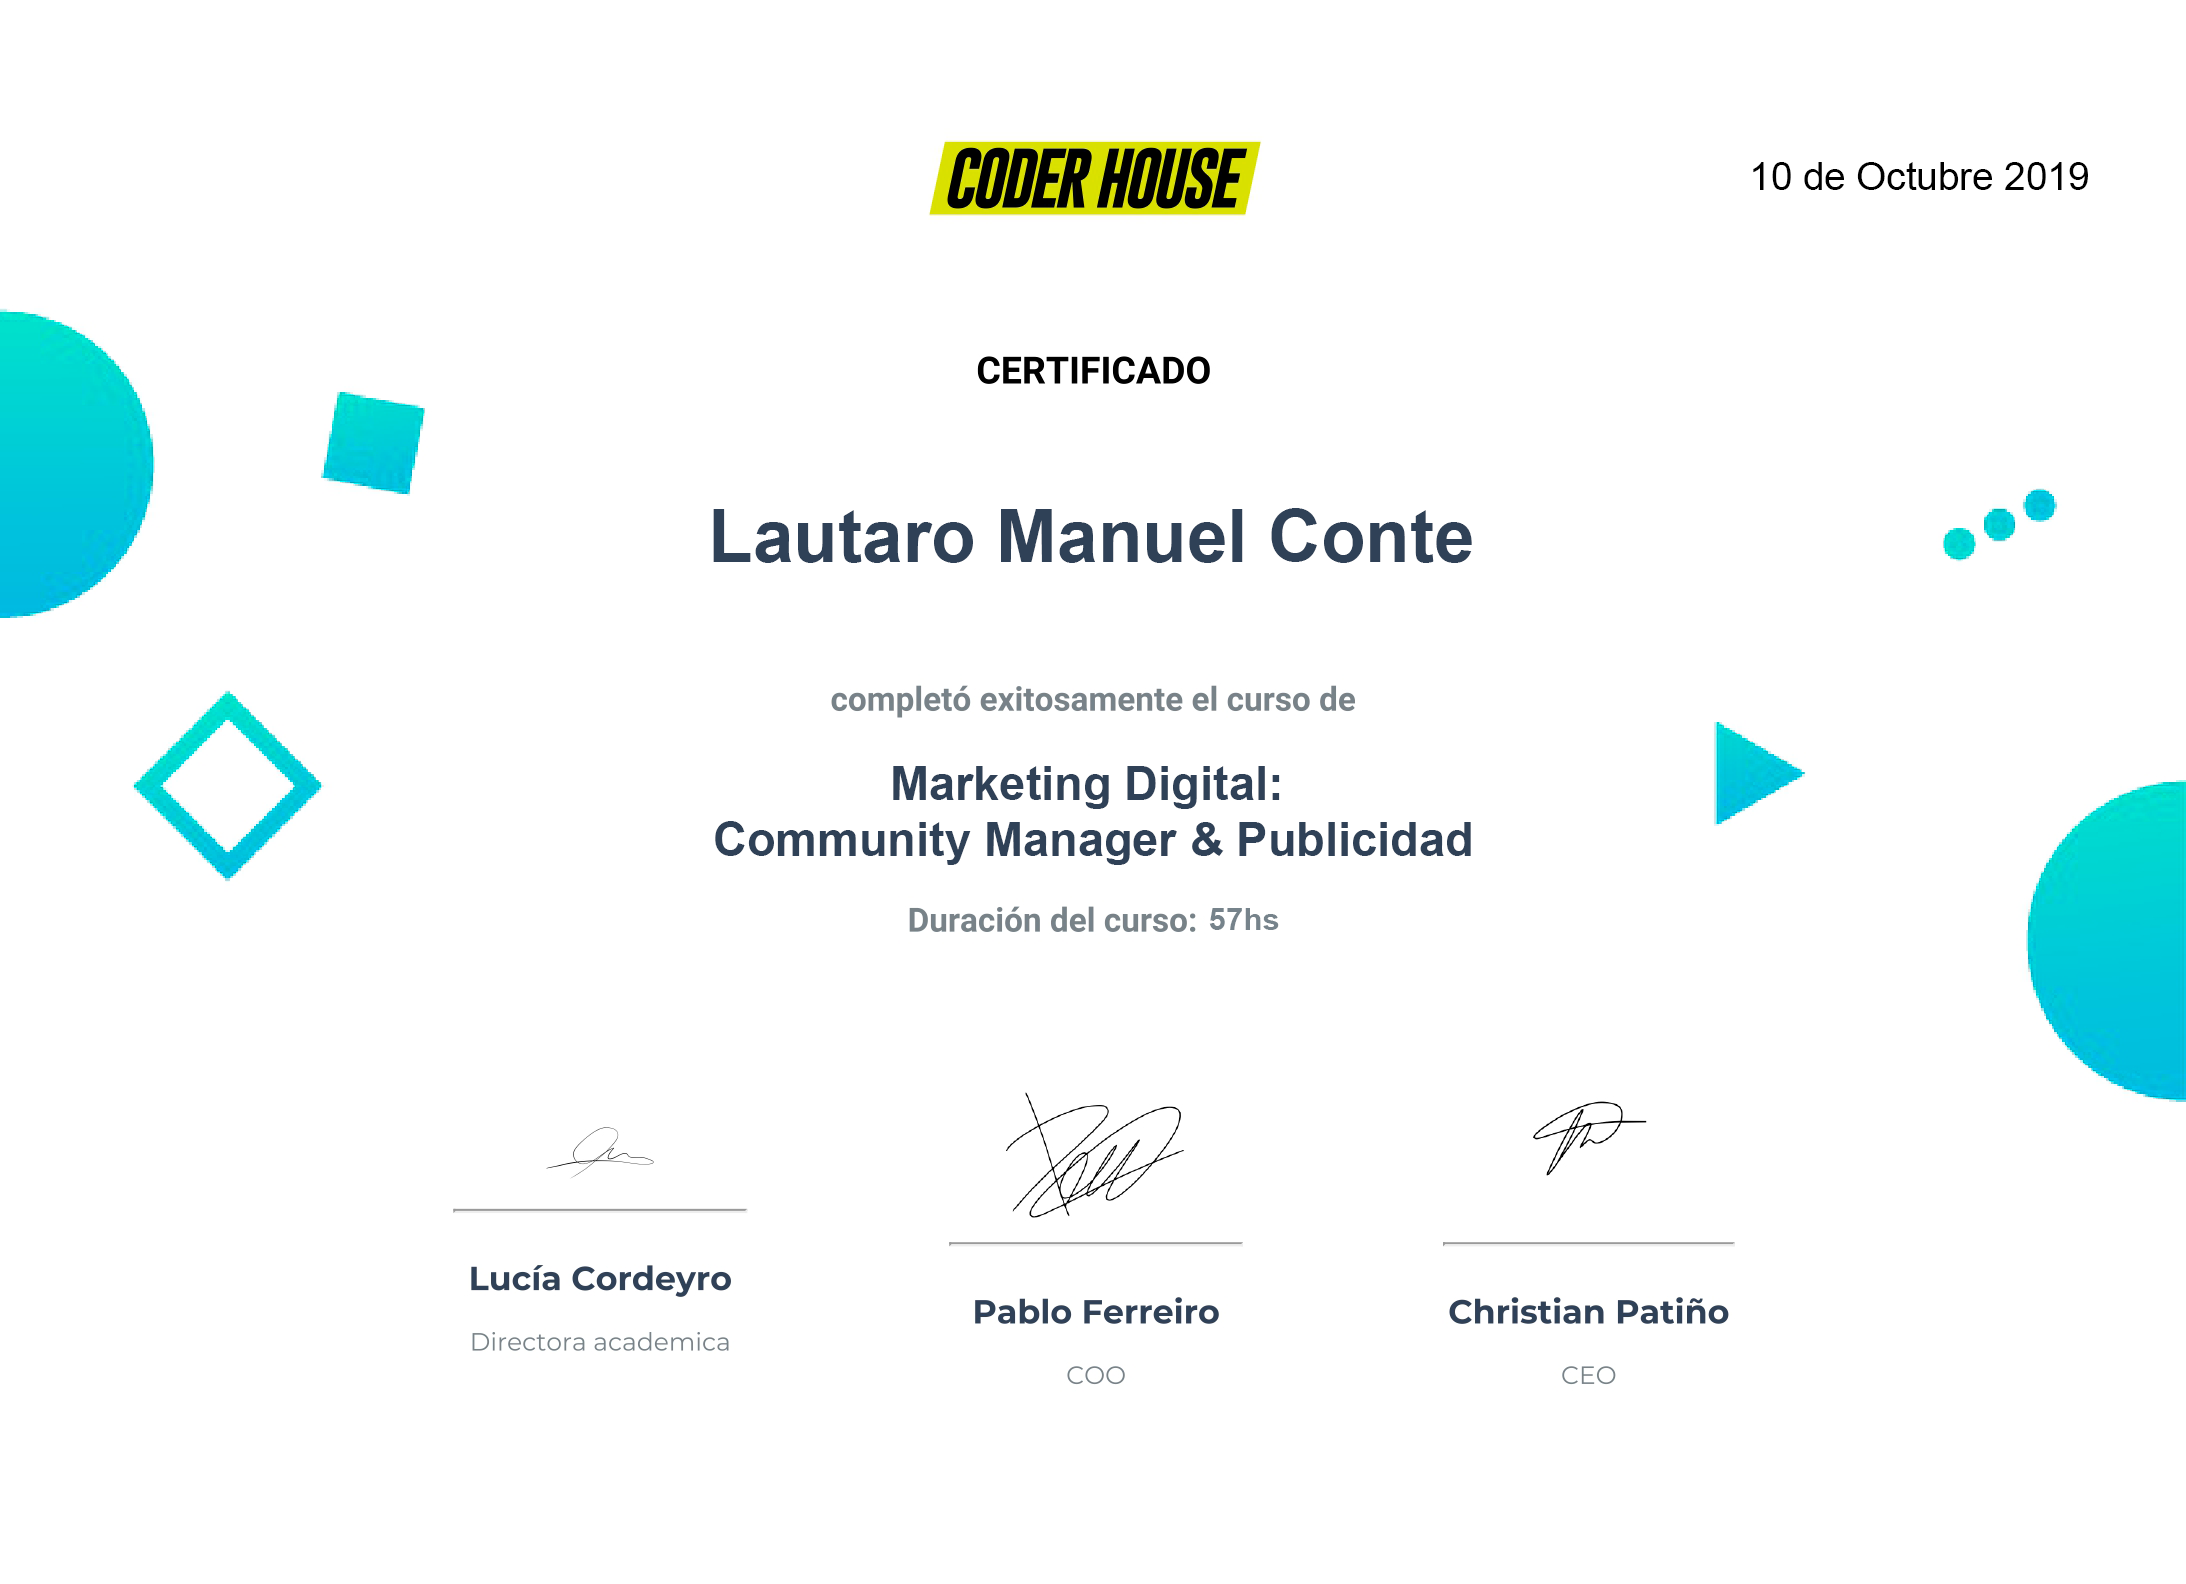 CODER HOUSE
10 de Octubre 2019
CERTIFICADO
Lautaro Manuel Conte
completó exitosamente el curso de
Marketing Digital:
Community Manager & Publicidad
Duración del curso: 57hs
Lucía Cordeyro
Directora academica
Pablo Ferreiro
COO
Christian Patiño
CEO